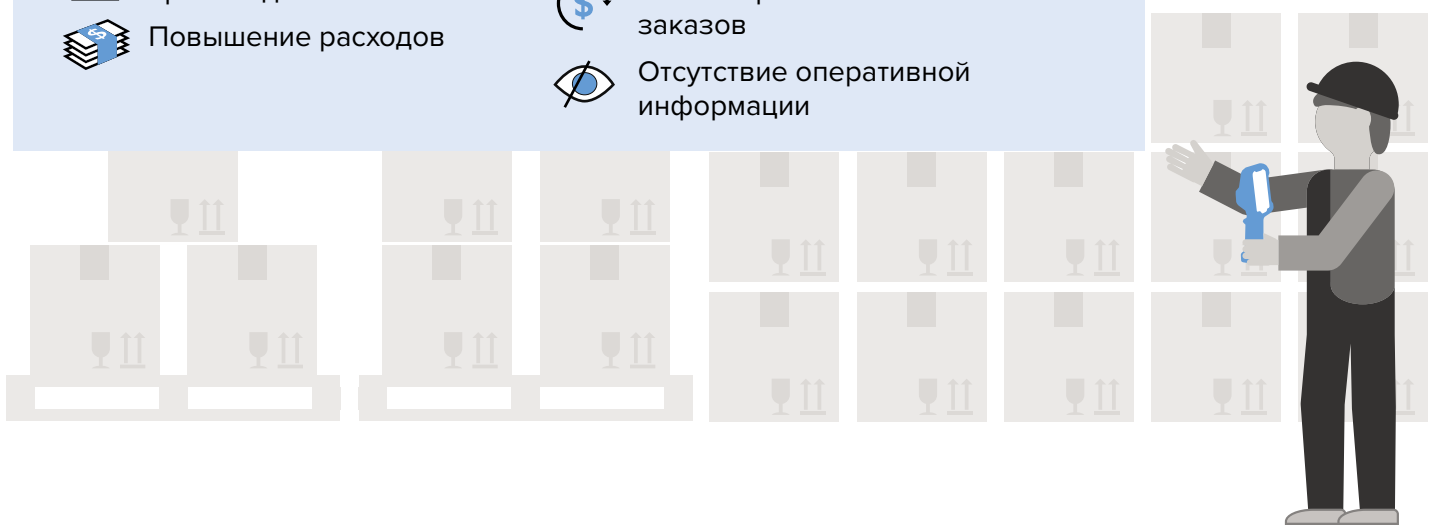 Повышение расходов
заказов
Отсутствие оперативной
информации